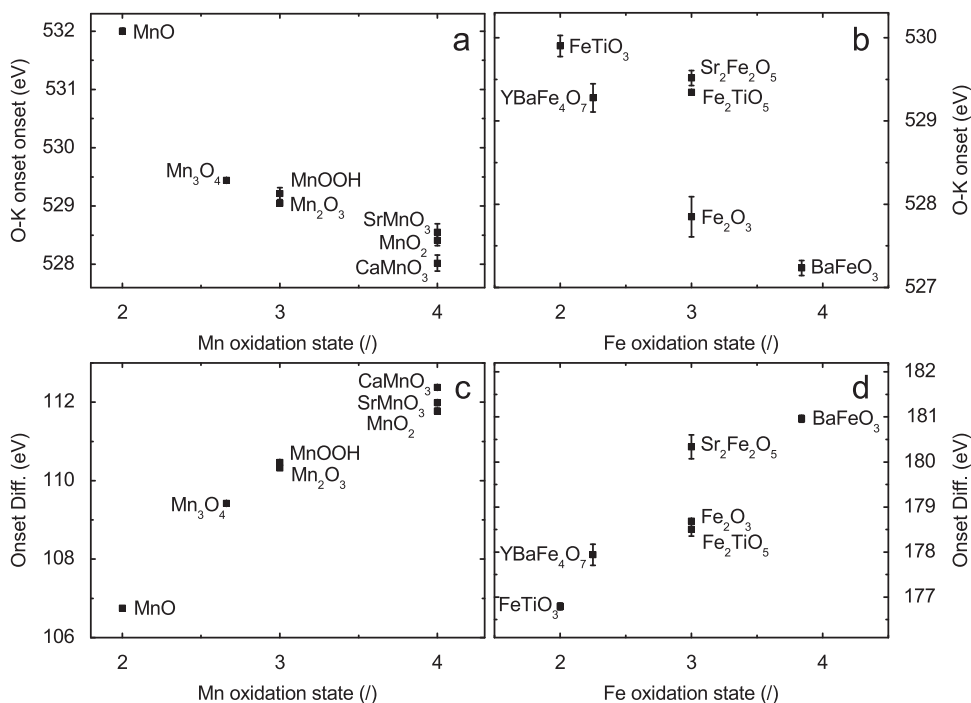 532
531
530
529
528
O-K onset onset (eV)
a
MnO
Mn3O4
MnOOH
Mn2O3
SrMnO3
MnO2
CaMnO3
2 3 4
Mn oxidation state (/)
b
FeTiO3
YBaFe4O7
Sr2Fe2O5
Fe2TiO5
Fe2O3
BaFeO3
530
529
528
527
O-K onset (eV)
2 3 4
Fe oxidation state (/)
112
110
108
106
Onset Diff. (eV)
c
CaMnO3
SrMnO3
MnO2
MnOOH
Mn2O3
Mn3O4
MnO
2 3 4
Mn oxidation state (/)
d
BaFeO3
Sr2Fe2O5
Fe2O3
Fe2TiO5
YBaFe4O7
FeTiO3
182
181
180
179
178
177
Onset Diff. (eV)
2 3 4
Fe oxidation state (/)